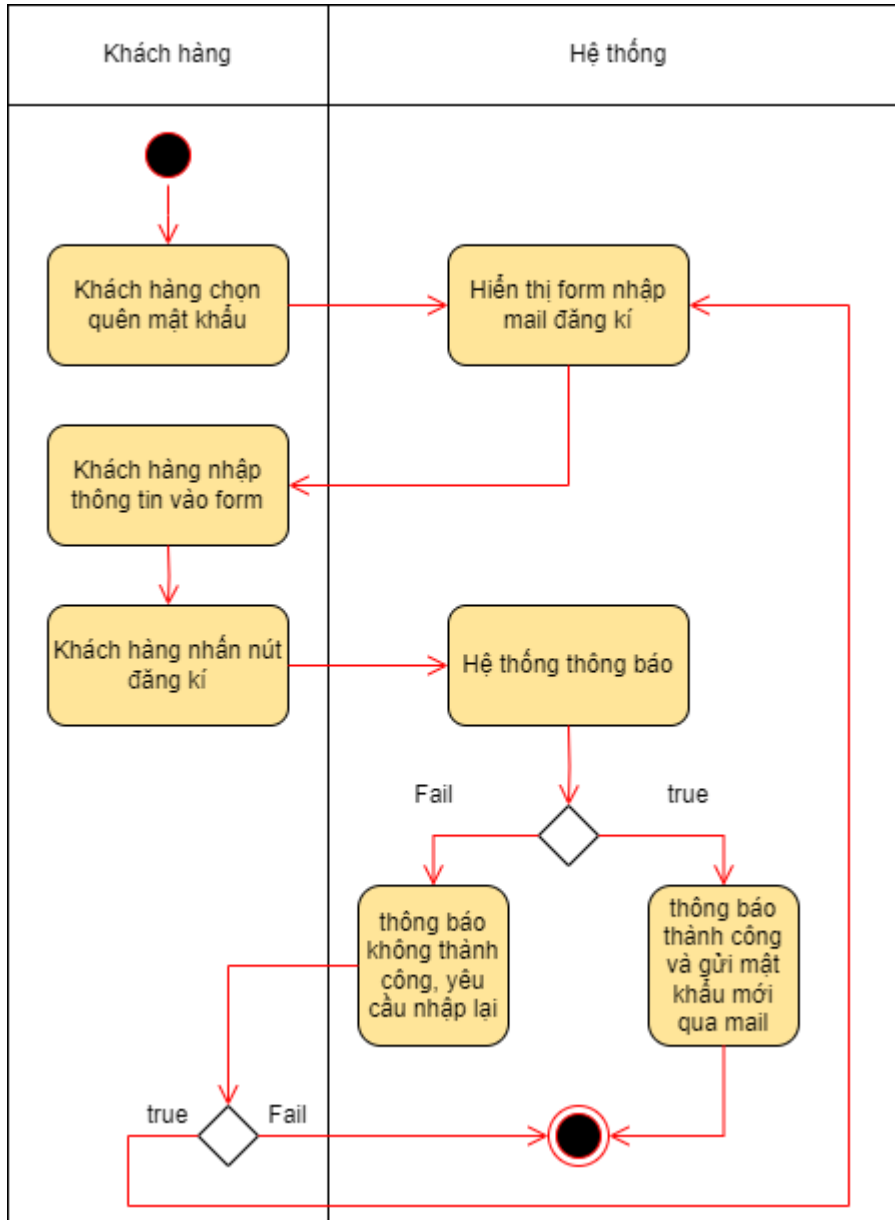 Khách hàng
Hệ thống
Khách hàng chọn
quên mật khẩu
Hiển thị form nhập
mail đăng kí
Khách hàng nhập
thông tin vào form
Khách hàng nhấn nút
đăng kí
Hệ thống thông báo
Fail
true
thông báo
không thành
công, yêu
cầu nhập lại
thông báo
thành công
và gửi mật
khẩu mới
qua mail
true
Fail